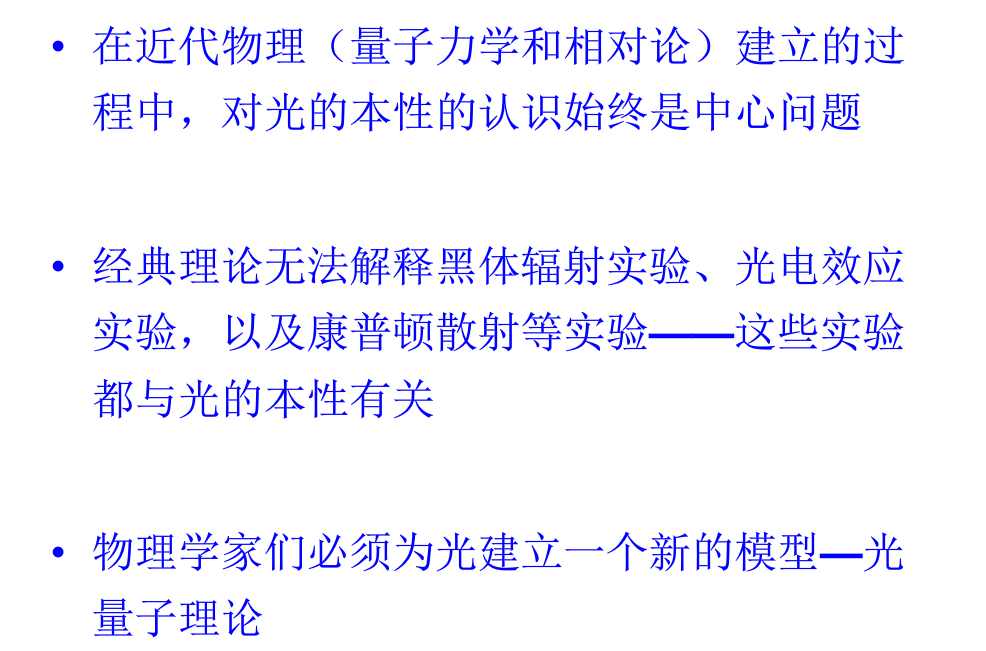 • 在近代物理（量子力学和相对论）建立的过
程中，对光的本性的认识始终是中心问题
• 经典理论无法解释黑体辐射实验、光电效应
实验，以及康普顿散射等实验——这些实验
都与光的本性有关
• 物理学家们必须为光建立一个新的模型—光
量子理论